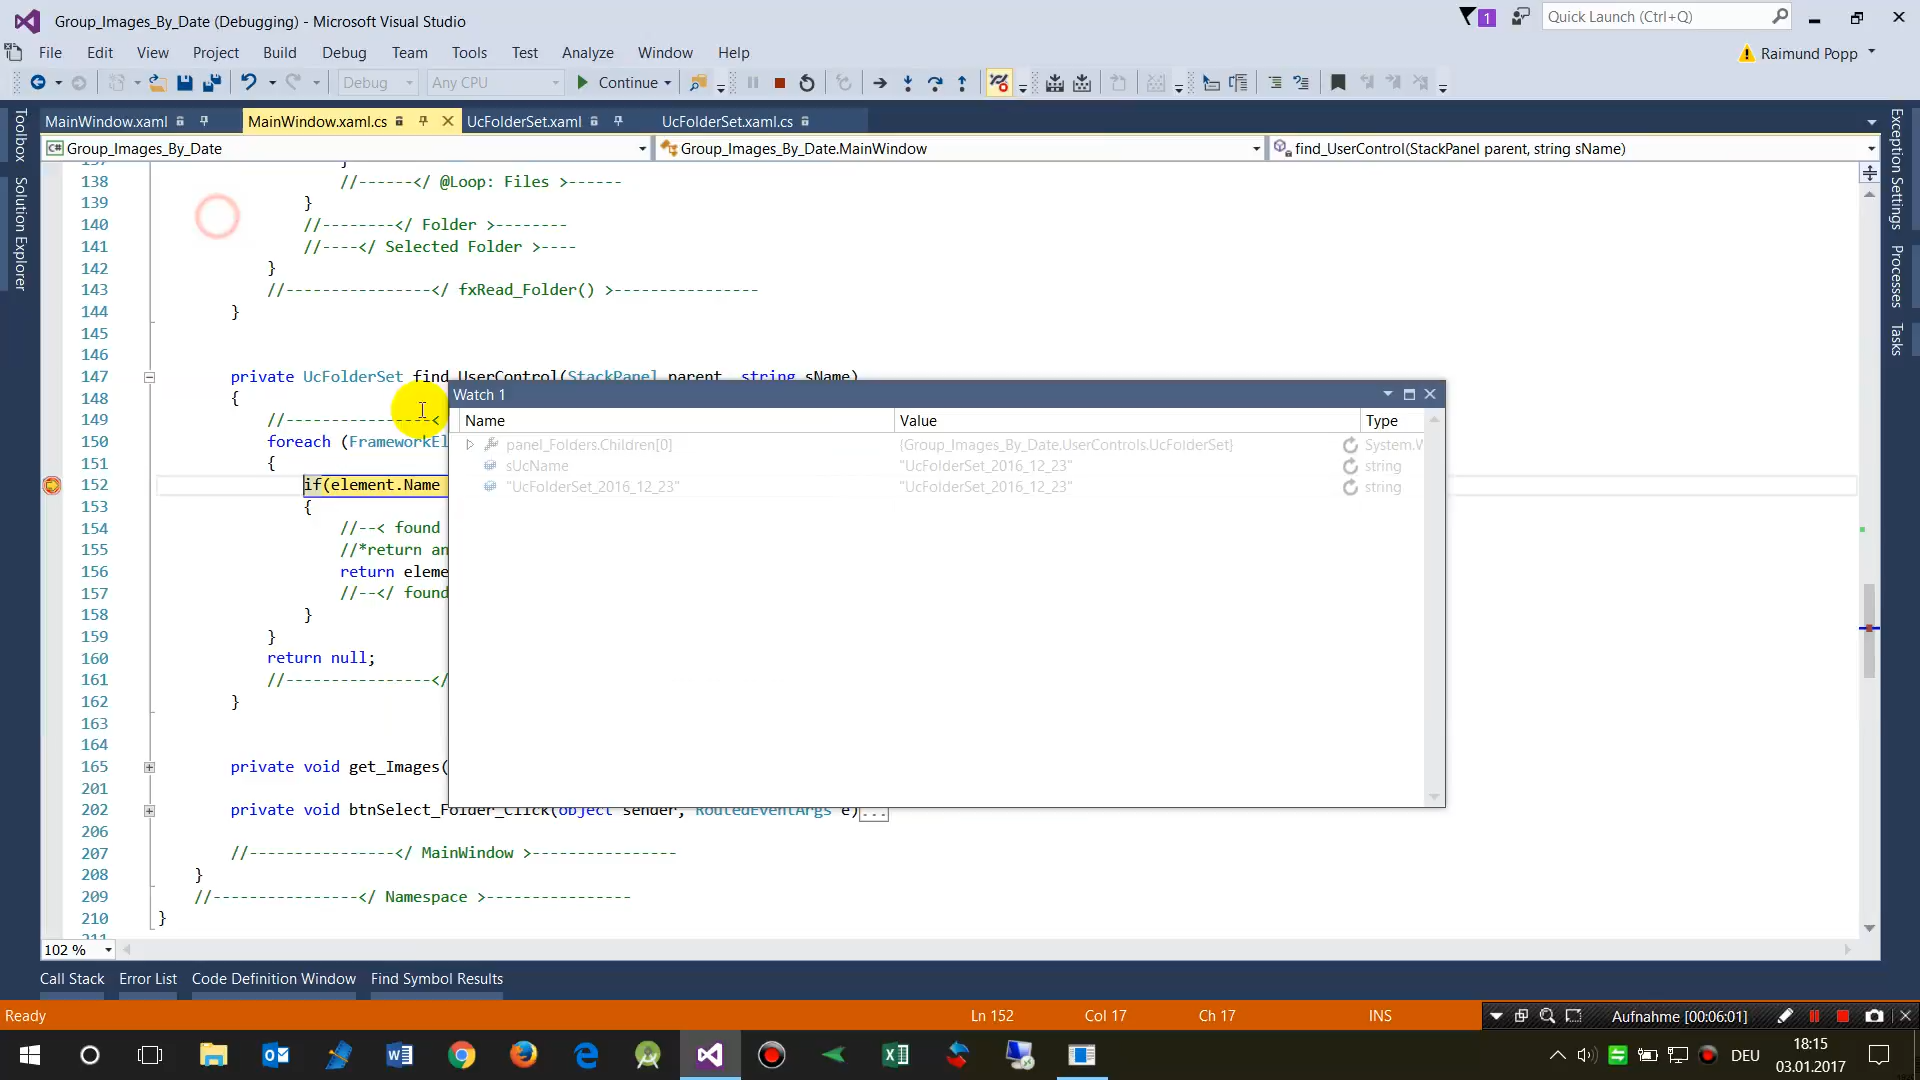 Group_Images_By_Date (Debugging) - Microsoft Visual Studio
1
Quick Launch (Ctrl+Q)
File Edit View Project Build Debug Team Tools Test Analyze Window Help
Raimund Popp
Debug Any CPU Continue
Toolbox
Solution Explorer
MainWindow.xaml MainWindow.xaml.cs UcFolderSet.xaml UcFolderSet.xaml.cs
Group_Images_By_Date Group_Images_By_Date.MainWindow find_UserControl(StackPanel parent, string sName)
137 }
138 //------</ @Loop: Files >------
139 }
140 //--------</ Folder >--------
141 //----</ Selected Folder >----
142 }
143 //----------------</ fxRead_Folder() >----------------
144 }
145
146
147 private UcFolderSet find_UserControl(StackPanel parent, string sName)
148 {
149 //----------------<
150 foreach (FrameworkEl
151 {
152 if(element.Name
153 {
154 //--< found
155 //*return an
156 return eleme
157 //--</ found
158 }
159 }
160 return null;
161 //----------------</
162 }
163
164
165 private void get_Images(
201
202 private void btnSelect_Folder_Click(object sender, RoutedEventArgs e)...
206
207 //----------------</ MainWindow >----------------
208 }
209 //----------------</ Namespace >----------------
210 }
211
Watch 1
Name Value Type
panel_Folders.Children[0] {Group_Images_By_Date.UserControls.UcFolderSet} System.W
sUcName "UcFolderSet_2016_12_23" string
"UcFolderSet_2016_12_23" "UcFolderSet_2016_12_23" string
Exception Settings
Processes
Tasks
102 %
Call Stack Error List Code Definition Window Find Symbol Results
Ready Ln 152 Col 17 Ch 17 INS
Aufnahme [00:06:01]
DEU
18:15
03.01.2017